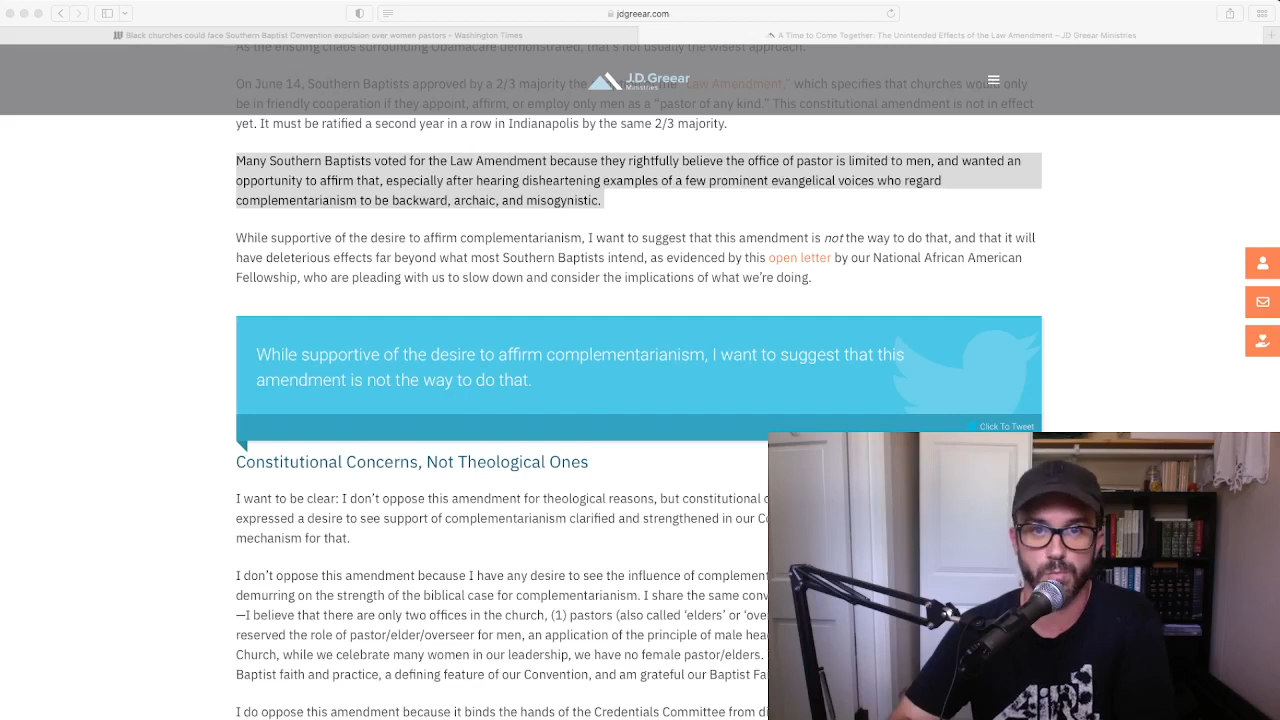 jdgreear.com
Black churches could face Southern Baptist Convention expulsion over women pastors - Washington Times
A Time to Come Together: The Unintended Effects of the Law Amendment – JD Greear Ministries
As the ensuing chaos surrounding Obamacare demonstrated, that's not usually the wisest approach.
J.D.Greear
Ministries
On June 14, Southern Baptists approved by a 2/3 majority the "Law Amendment," which specifies that churches would only
be in friendly cooperation if they appoint, affirm, or employ only men as a “pastor of any kind.” This constitutional amendment is not in effect
yet. It must be ratified a second year in a row in Indianapolis by the same 2/3 majority.
Many Southern Baptists voted for the Law Amendment because they rightfully believe the office of pastor is limited to men, and wanted an
opportunity to affirm that, especially after hearing disheartening examples of a few prominent evangelical voices who regard
complementarianism to be backward, archaic, and misogynistic.
While supportive of the desire to affirm complementarianism, I want to suggest that this amendment is not the way to do that, and that it will
have deleterious effects far beyond what most Southern Baptists intend, as evidenced by this open letter by our National African American
Fellowship, who are pleading with us to slow down and consider the implications of what we’re doing.
While supportive of the desire to affirm complementarianism, I want to suggest that this
amendment is not the way to do that.
Click To Tweet
Constitutional Concerns, Not Theological Ones
I want to be clear: I don’t oppose this amendment for theological reasons, but constitutional
expressed a desire to see support of complementarianism clarified and strengthened in our
mechanism for that.
I don’t oppose this amendment because I have any desire to see the influence of
demurring on the strength of the biblical case for complementarianism. I share the same
—I believe that there are only two offices in the church, (1) pastors (also called ‘elders’ or
reserved the role of pastor/elder/overseer for men, an application of the principle of male
Church, while we celebrate many women in our leadership, we have no female pastor/elders.
Baptist faith and practice, a defining feature of our Convention, and am grateful our Baptist
I do oppose this amendment because it binds the hands of the Credentials Committee from